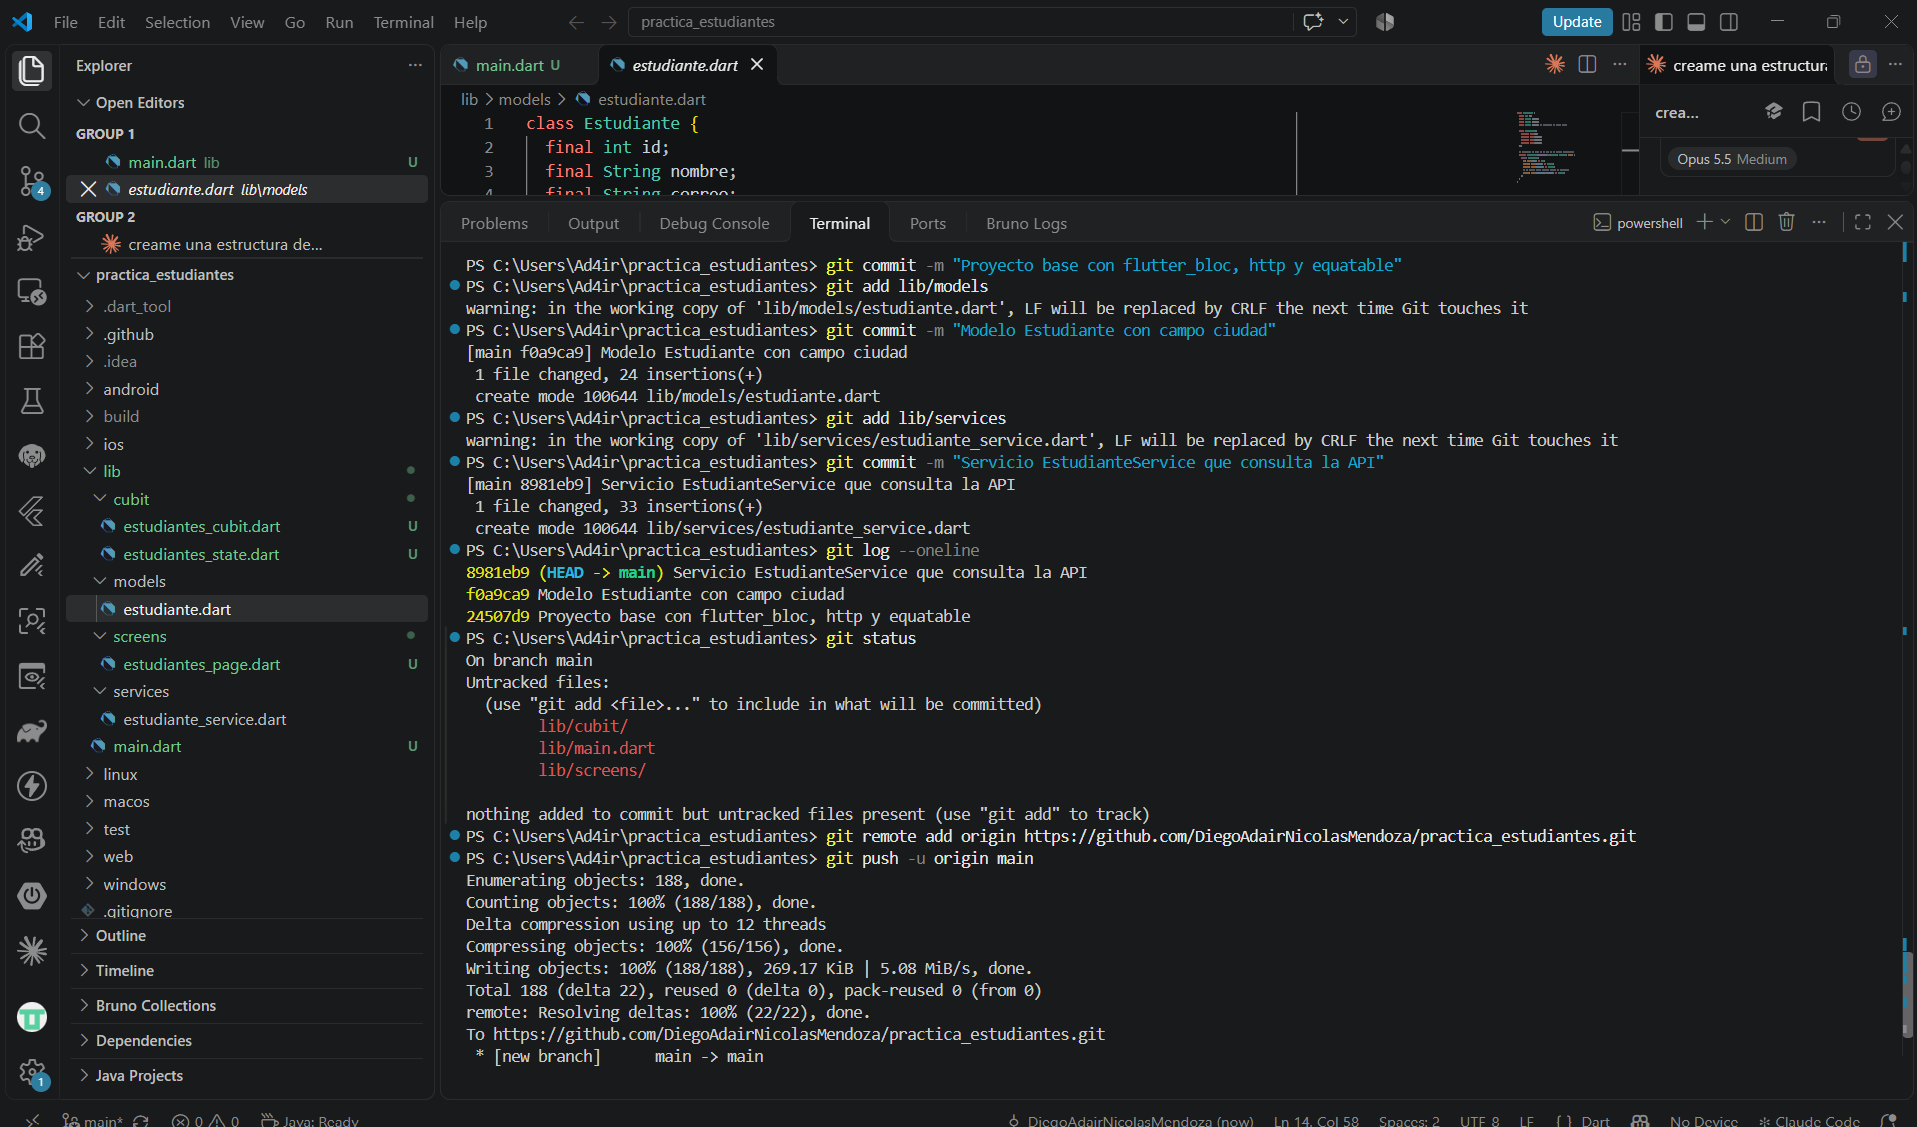 File Edit Selection View Go Run Terminal Help
practica_estudiantes
Update
Explorer
Open Editors
GROUP 1
main.dart lib U
estudiante.dart lib\models
GROUP 2
creame una estructura de...
practica_estudiantes
.dart_tool
.github
.idea
android
build
ios
lib
cubit
estudiantes_cubit.dart U
estudiantes_state.dart U
models
estudiante.dart
screens
estudiantes_page.dart U
services
estudiante_service.dart
main.dart U
linux
macos
test
web
windows
.gitignore
Outline
Timeline
Bruno Collections
Dependencies
Java Projects
4
1
main.dart U
estudiante.dart
lib > models > estudiante.dart
1 class Estudiante {
2 final int id;
3 final String nombre;
4 final String correo;
creame una estructura
crea...
Opus 5.5 Medium
Problems Output Debug Console Terminal Ports Bruno Logs
powershell
PS C:\Users\Ad4ir\practica_estudiantes> git commit -m "Proyecto base con flutter_bloc, http y equatable"
PS C:\Users\Ad4ir\practica_estudiantes> git add lib/models
warning: in the working copy of 'lib/models/estudiante.dart', LF will be replaced by CRLF the next time Git touches it
PS C:\Users\Ad4ir\practica_estudiantes> git commit -m "Modelo Estudiante con campo ciudad"
[main f0a9ca9] Modelo Estudiante con campo ciudad
1 file changed, 24 insertions(+)
create mode 100644 lib/models/estudiante.dart
PS C:\Users\Ad4ir\practica_estudiantes> git add lib/services
warning: in the working copy of 'lib/services/estudiante_service.dart', LF will be replaced by CRLF the next time Git touches it
PS C:\Users\Ad4ir\practica_estudiantes> git commit -m "Servicio EstudianteService que consulta la API"
[main 8981eb9] Servicio EstudianteService que consulta la API
1 file changed, 33 insertions(+)
create mode 100644 lib/services/estudiante_service.dart
PS C:\Users\Ad4ir\practica_estudiantes> git log --oneline
8981eb9 (HEAD -> main) Servicio EstudianteService que consulta la API
f0a9ca9 Modelo Estudiante con campo ciudad
24507d9 Proyecto base con flutter_bloc, http y equatable
PS C:\Users\Ad4ir\practica_estudiantes> git status
On branch main
Untracked files:
(use "git add <file>..." to include in what will be committed)
lib/cubit/
lib/main.dart
lib/screens/
nothing added to commit but untracked files present (use "git add" to track)
PS C:\Users\Ad4ir\practica_estudiantes> git remote add origin https://github.com/DiegoAdairNicolasMendoza/practica_estudiantes.git
PS C:\Users\Ad4ir\practica_estudiantes> git push -u origin main
Enumerating objects: 188, done.
Counting objects: 100% (188/188), done.
Delta compression using up to 12 threads
Compressing objects: 100% (156/156), done.
Writing objects: 100% (188/188), 269.17 KiB | 5.08 MiB/s, done.
Total 188 (delta 22), reused 0 (delta 0), pack-reused 0 (from 0)
remote: Resolving deltas: 100% (22/22), done.
To https://github.com/DiegoAdairNicolasMendoza/practica_estudiantes.git
* [new branch] main -> main
main* 0 0 Java: Ready DiegoAdairNicolasMendoza (now) Ln 14, Col 58 Spaces: 2 UTF 8 LF { } Dart No Device Claude Code